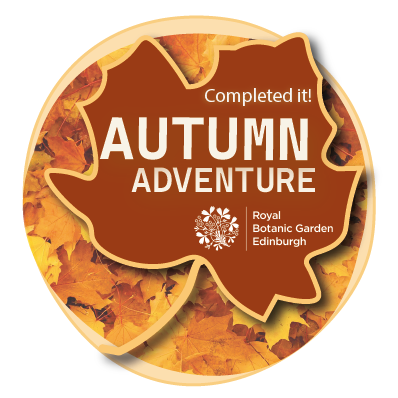 Completed it!
AUTUMN
ADVENTURE
Royal
Botanic Garden
Edinburgh